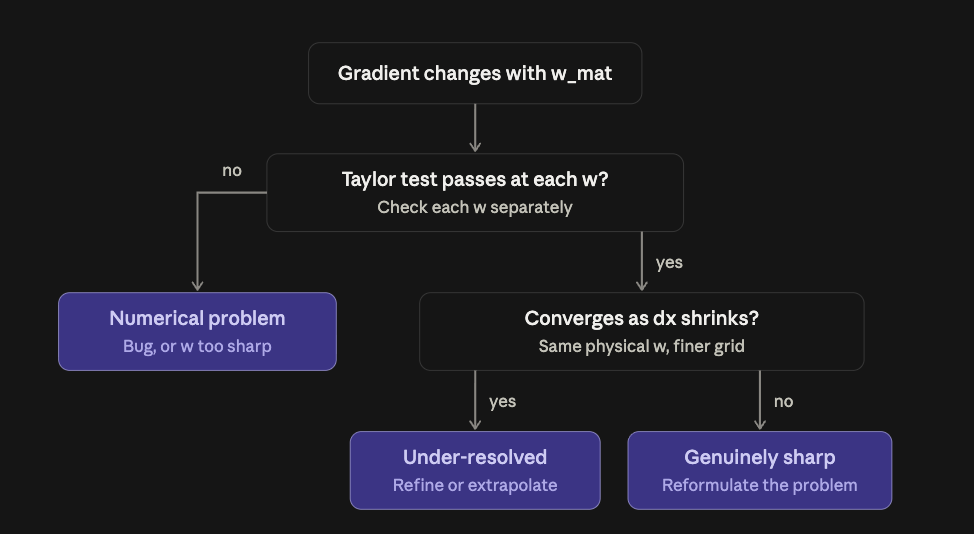 Gradient changes with w_mat
no
Taylor test passes at each w?
Check each w separately
yes
Numerical problem
Bug, or w too sharp
Converges as dx shrinks?
Same physical w, finer grid
yes
no
Under-resolved
Refine or extrapolate
Genuinely sharp
Reformulate the problem